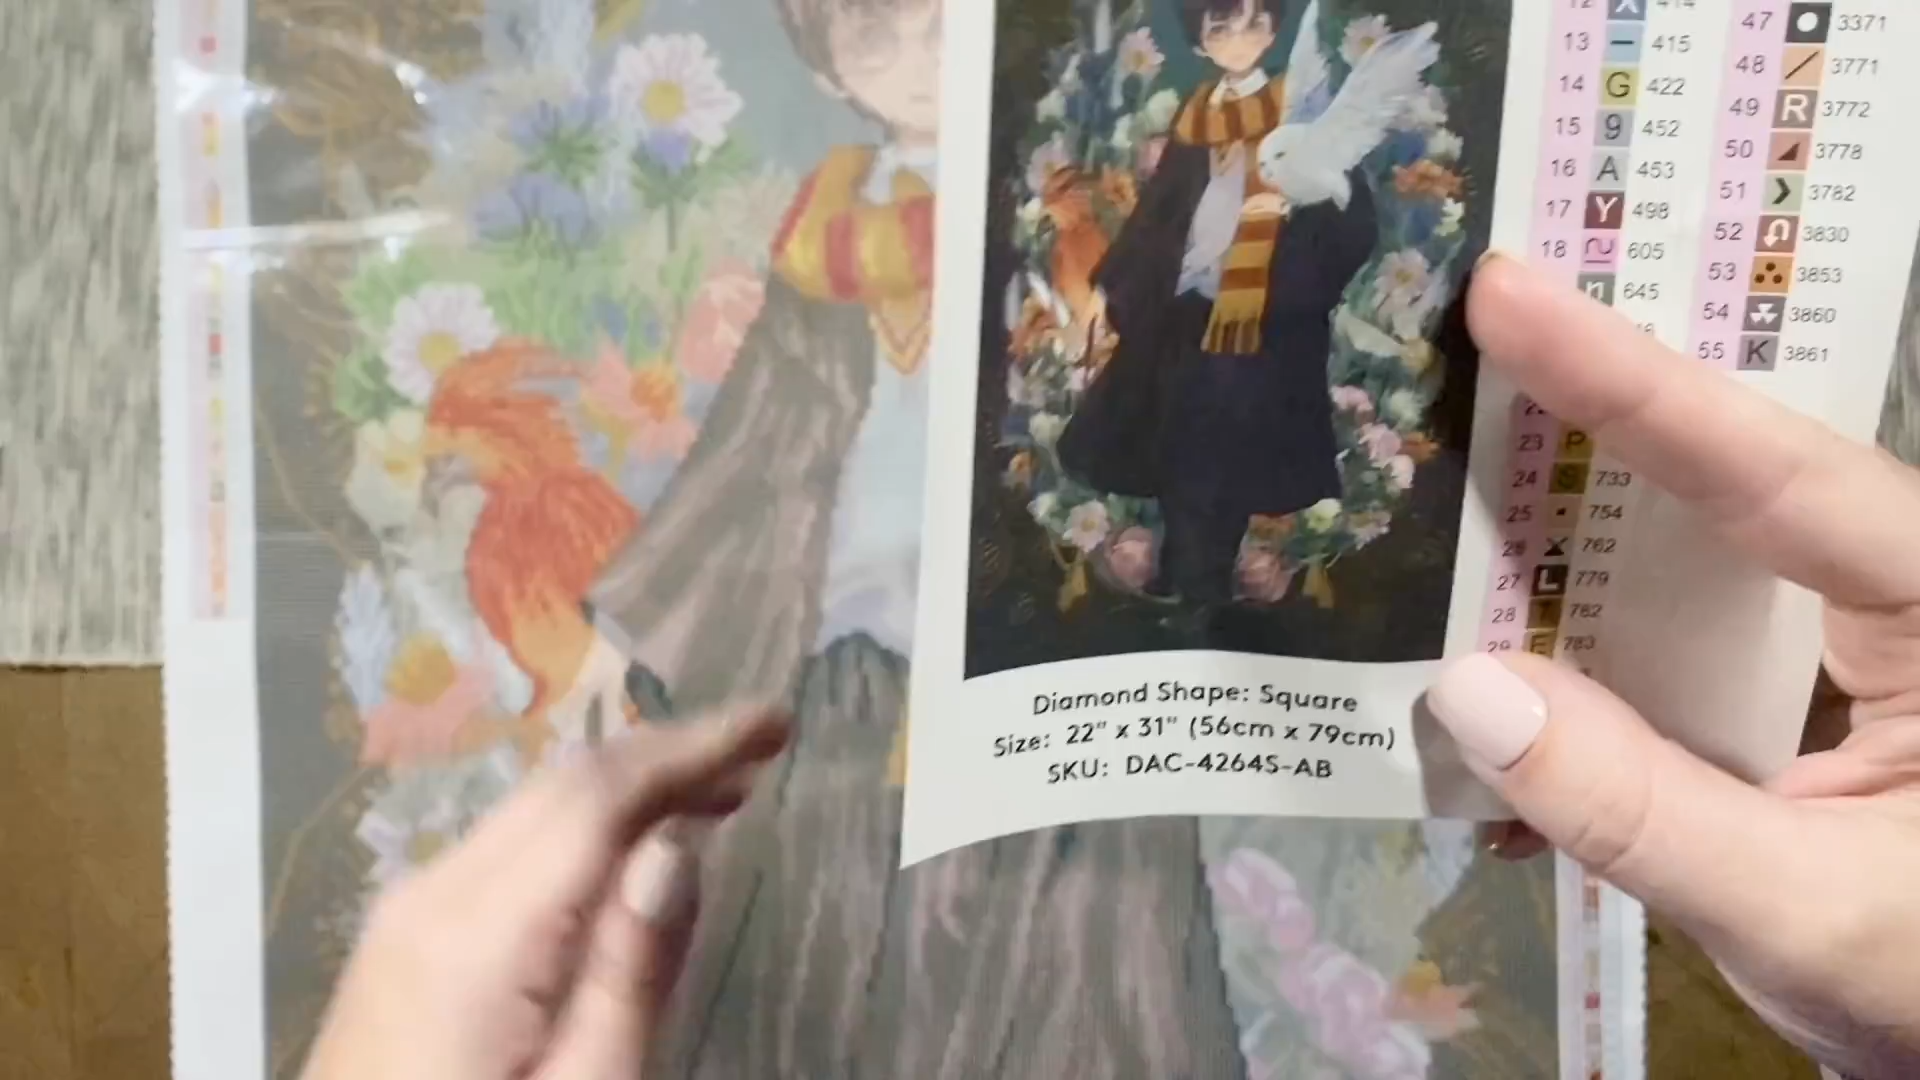 12 X 414
13 415
14 G 422
15 9 452
16 A 453
17 Y 498
18 605
n 645
23 P
24 S 733
25 754
26 762
27 L 779
28 T 782
29 E 783
47 3371
48 3771
49 R 3772
50 3778
51 3782
52 3830
53 3853
54 3860
55 K 3861
Diamond Shape: Square
Size: 22" x 31" (56cm x 79cm)
SKU: DAC-4264S-AB